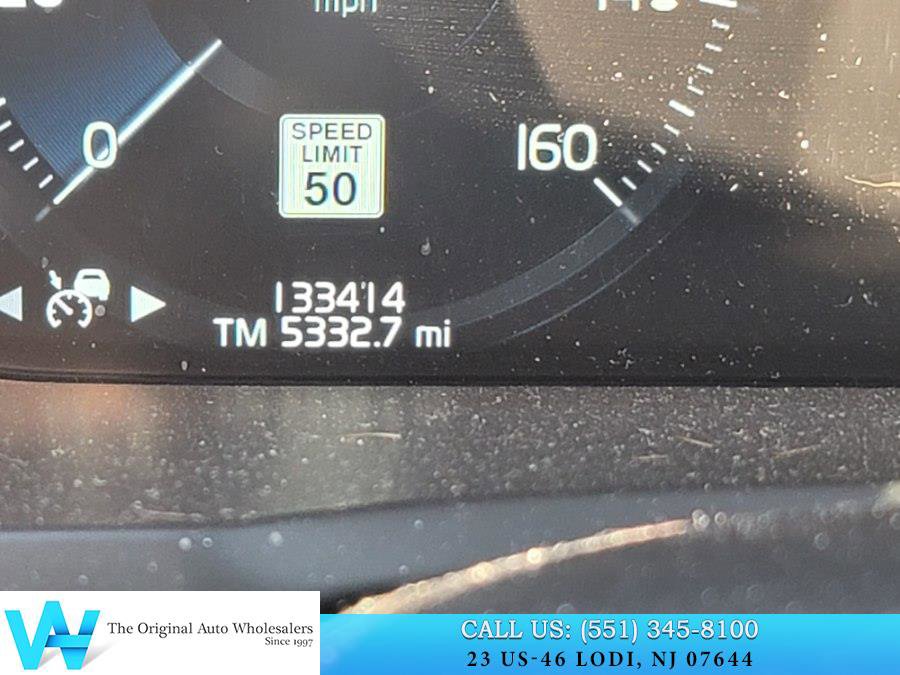 mph
0
SPEED
LIMIT
50
160
133414
TM 5332.7 mi
The Original Auto Wholesalers
Since 1997
CALL US: (551) 345-8100
23 US-46 LODI, NJ 07644